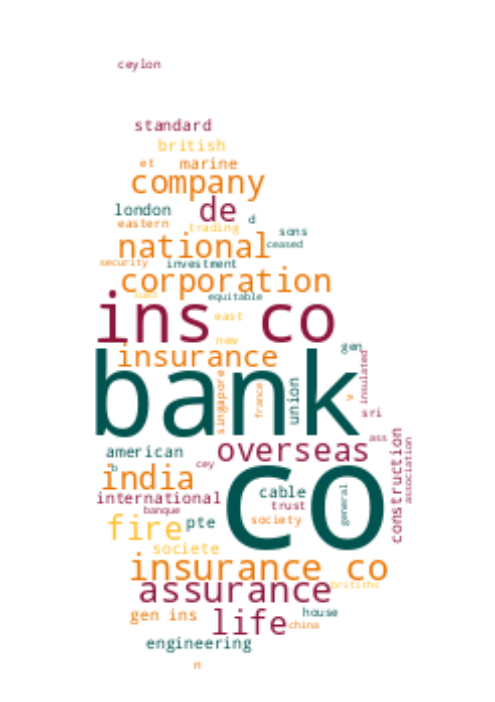 ceylon
standard
british
et marine
company
london de d
eastern trading sons
national ceased
security investment
corporation
equitable
ins co
east
new
insurance gen
bank
singapore france union v insulated
sri
ass
american overseas
b cey
india co
international cable general construction association
banque trust
fire pte society
societe
insurance co
assurance
gen ins life house
china
engineering
n